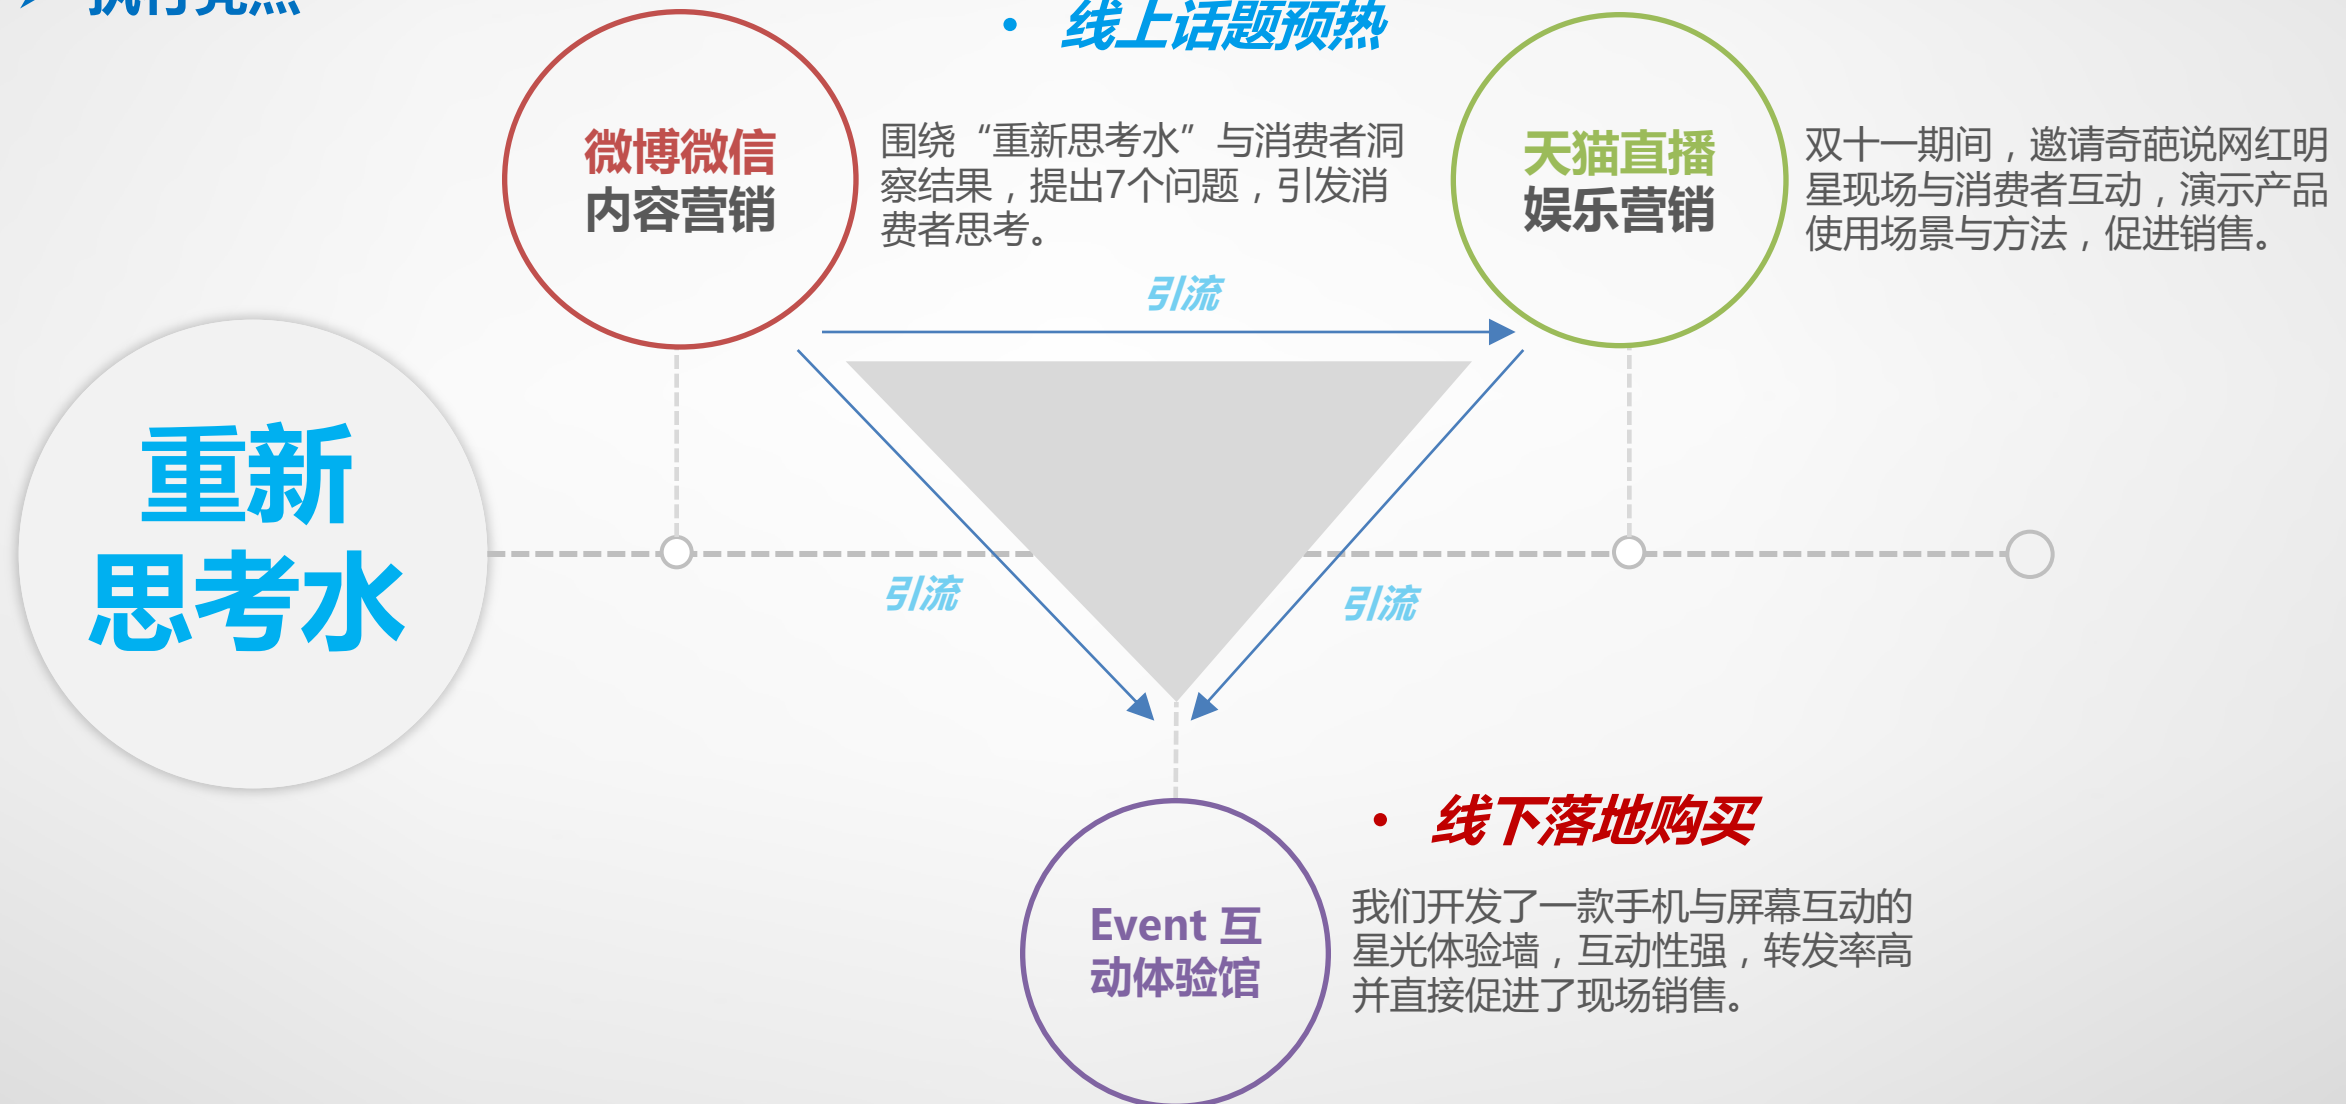 执行亮点
• 线上话题预热
微博微信
内容营销
围绕“重新思考水”与消费者洞
察结果，提出7个问题，引发消
费者思考。
天猫直播
娱乐营销
双十一期间，邀请奇葩说网红明
星现场与消费者互动，演示产品
使用场景与方法，促进销售。
引流
重新
思考水
引流
引流
• 线下落地购买
Event 互
动体验馆
我们开发了一款手机与屏幕互动的
星光体验墙，互动性强，转发率高
并直接促进了现场销售。